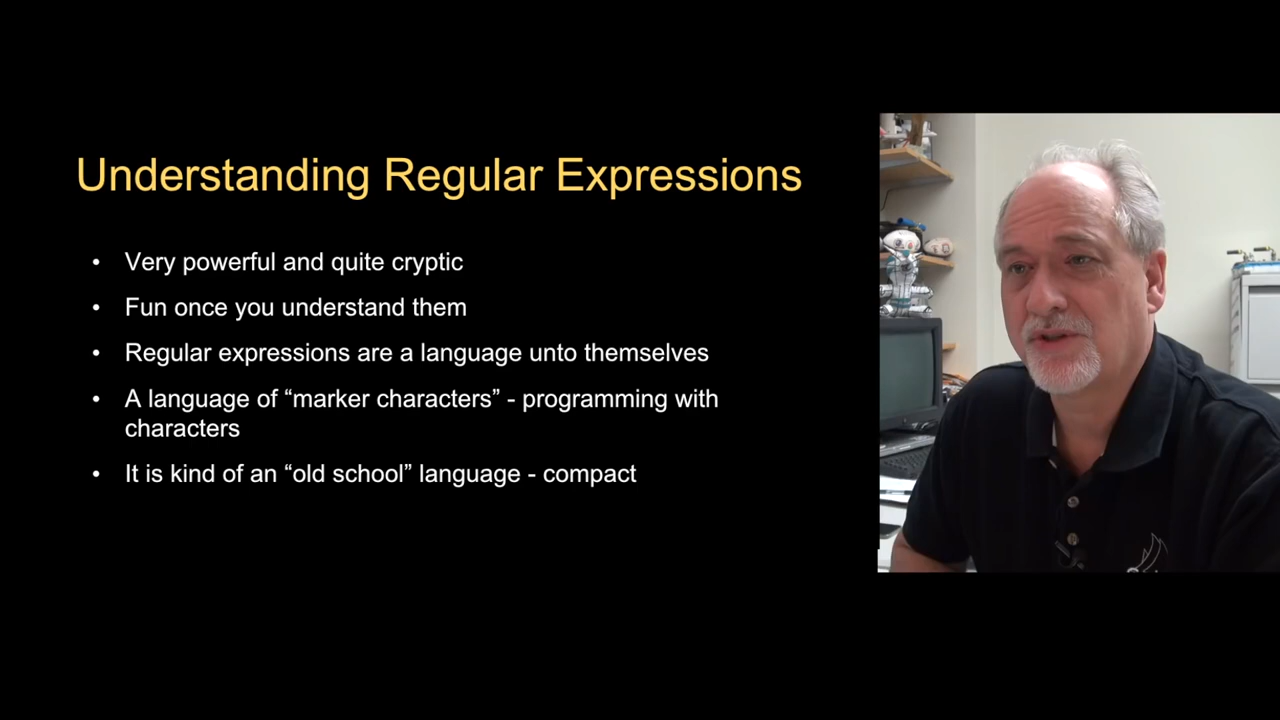 Understanding Regular Expressions
• Very powerful and quite cryptic
• Fun once you understand them
• Regular expressions are a language unto themselves
• A language of “marker characters” - programming with
characters
• It is kind of an “old school” language - compact